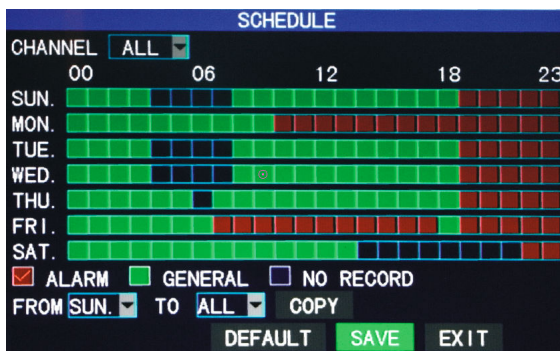 SCHEDULE
CHANNEL ALL
00 06 12 18 23
SUN.
MON.
TUE.
WED.
THU.
FRI.
SAT.
ALARM GENERAL NO RECORD
FROM SUN. TO ALL COPY
DEFAULT SAVE EXIT